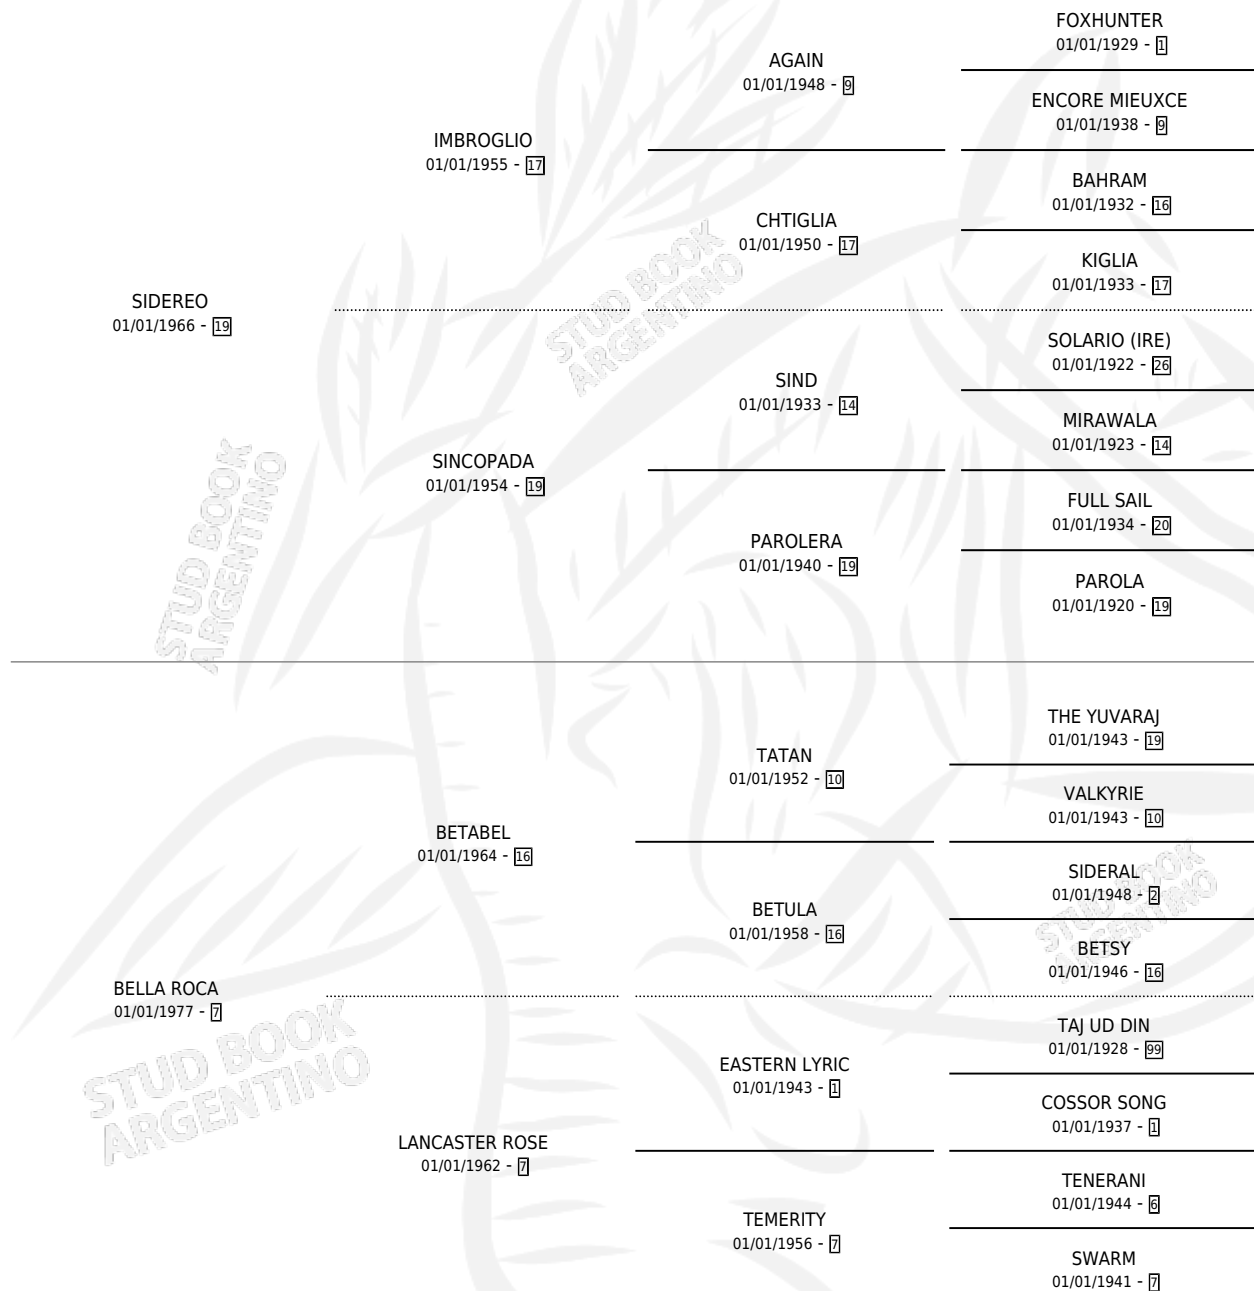 FOXHUNTER
01/01/1929 - 1
AGAIN
01/01/1948 - 9
ENCORE MIEUXCE
01/01/1938 - 9
IMBROGLIO
01/01/1955 - 17
BAHRAM
01/01/1932 - 16
CHTIGLIA
01/01/1950 - 17
KIGLIA
01/01/1933 - 17
SIDEREO
01/01/1966 - 19
SOLARIO (IRE)
01/01/1922 - 26
SIND
01/01/1933 - 14
MIRAWALA
01/01/1923 - 14
SINCOPADA
01/01/1954 - 19
FULL SAIL
01/01/1934 - 20
PAROLERA
01/01/1940 - 19
PAROLA
01/01/1920 - 19
STUD BOOK
ARGENTINO
STUD BOOK
ARGENTINO
THE YUVARAJ
01/01/1943 - 19
TATAN
01/01/1952 - 10
VALKYRIE
01/01/1943 - 10
BETABEL
01/01/1964 - 16
SIDERAL
01/01/1948 - 2
BETULA
01/01/1958 - 16
BETSY
01/01/1946 - 16
BELLA ROCA
01/01/1977 - 7
TAJ UD DIN
01/01/1928 - 99
EASTERN LYRIC
01/01/1943 - 1
COSSOR SONG
01/01/1937 - 1
LANCASTER ROSE
01/01/1962 - 7
TENERANI
01/01/1944 - 6
TEMERITY
01/01/1956 - 7
SWARM
01/01/1941 - 7
STUD BOOK
ARGENTINO
STUD BOOK
ARGENTINO